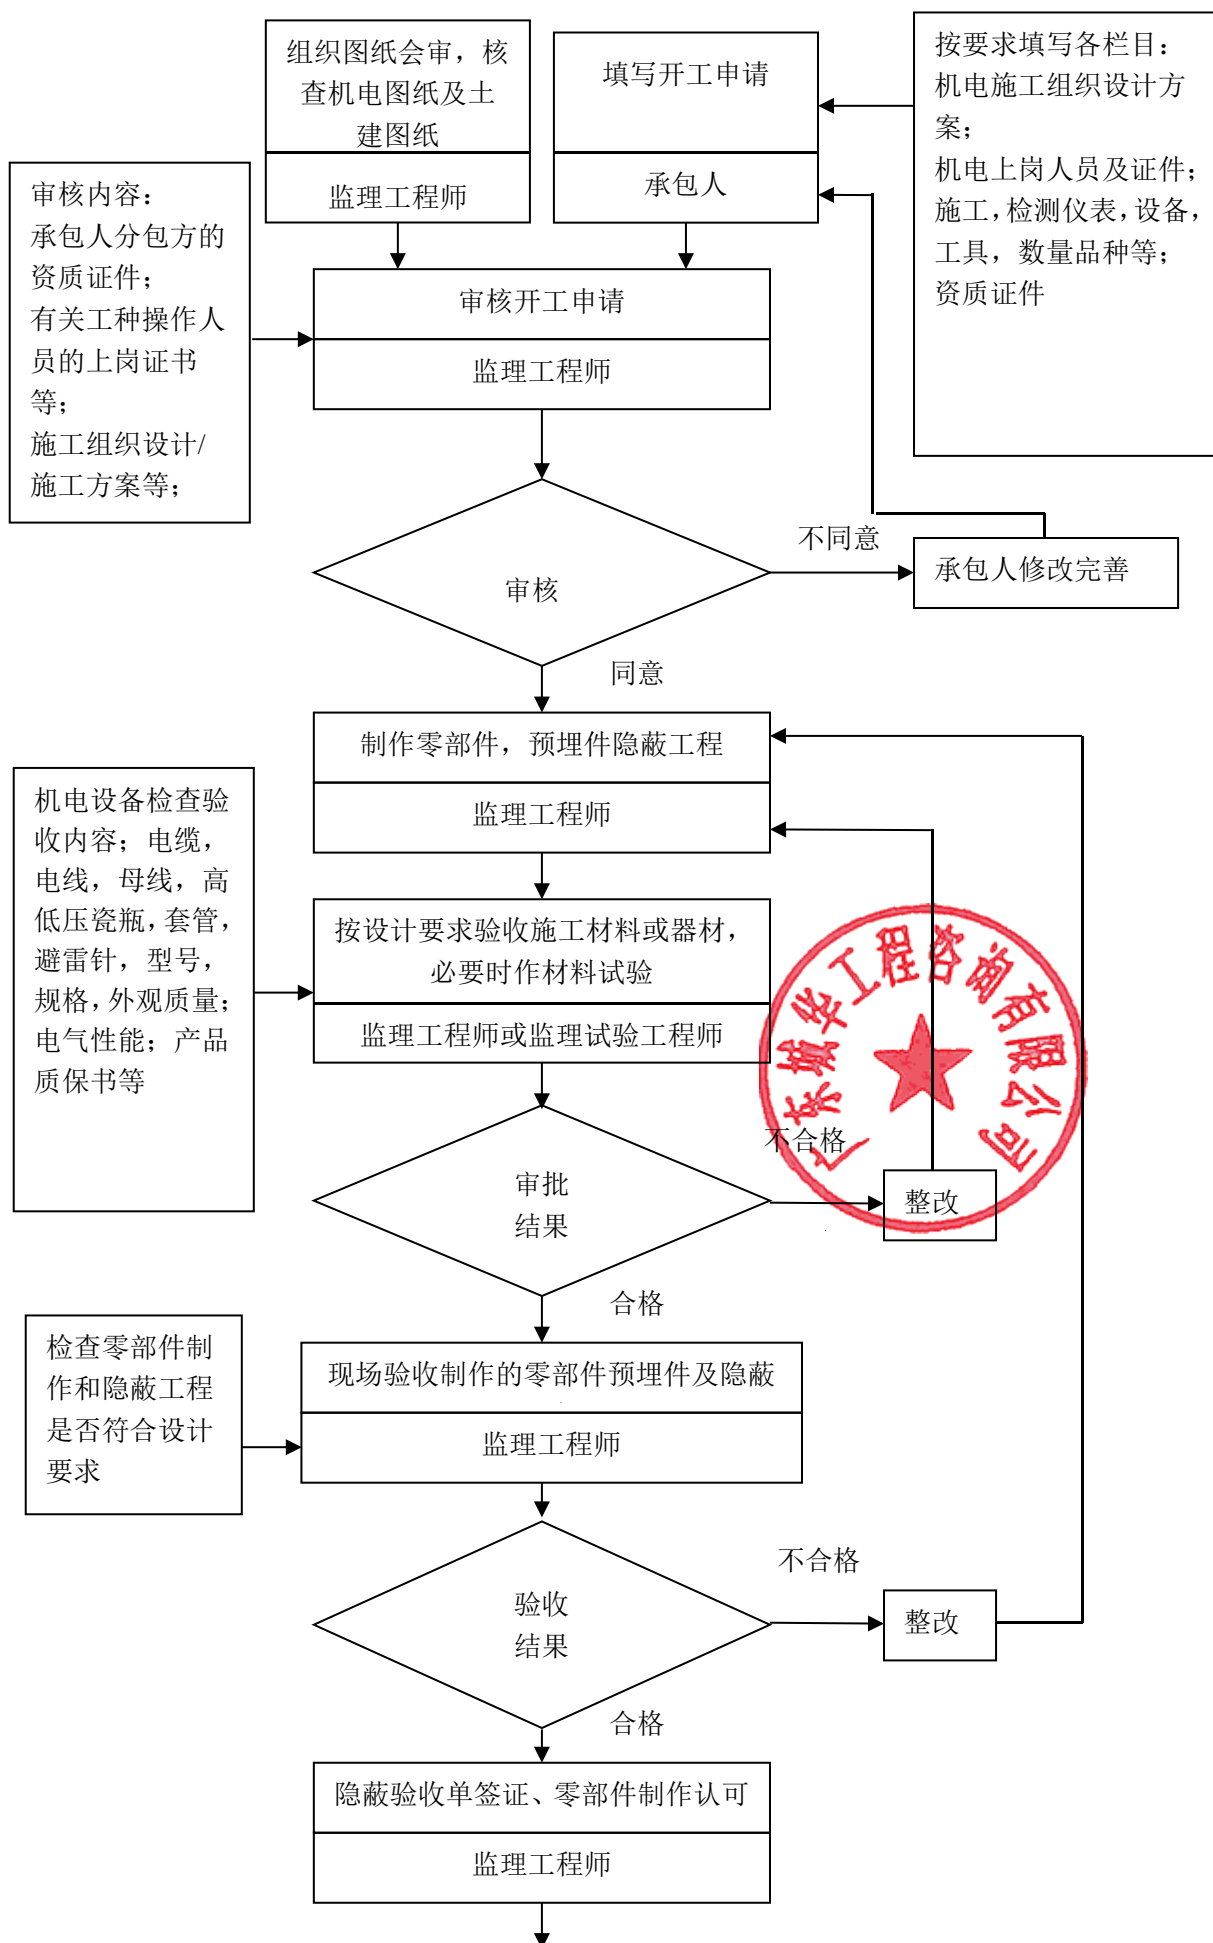 组织图纸会审，核
查机电图纸及土
建图纸
监理工程师
填写开工申请
承包人
按要求填写各栏目：
机电施工组织设计方
案；
机电上岗人员及证件；
施工，检测仪表，设备，
工具，数量品种等；
资质证件
审核内容：
承包人分包方的
资质证件；
有关工种操作人
员的上岗证书
等；
施工组织设计/
施工方案等；
审核开工申请
监理工程师
审核
不同意
承包人修改完善
同意
制作零部件，预埋件隐蔽工程
监理工程师
机电设备检查验
收内容；电缆，
电线，母线，高
低压瓷瓶，套管，
避雷针，型号，
规格，外观质量；
电气性能；产品
质保书等
按设计要求验收施工材料或器材，
必要时作材料试验
监理工程师或监理试验工程师
审批
结果
不合格
整改
合格
检查零部件制
作和隐蔽工程
是否符合设计
要求
现场验收制作的零部件预埋件及隐蔽
监理工程师
验收
结果
不合格
整改
合格
隐蔽验收单签证、零部件制作认可
监理工程师
广东城华工程咨询有限公司